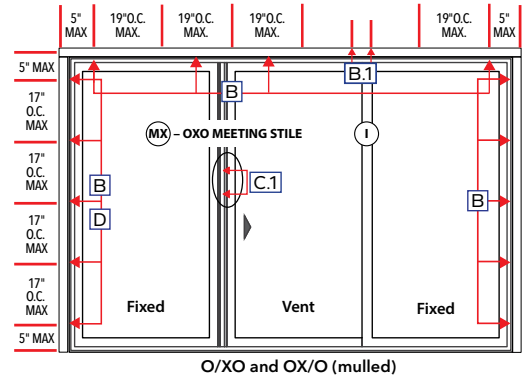 5"
MAX
19"O.C.
MAX.
19"O.C.
MAX.
19"O.C.
MAX.
19"O.C.
MAX.
5"
MAX
5" MAX
B
B.1
17"
O.C.
MAX
MX – OXO MEETING STILE
I
17"
O.C.
MAX
B
D
C.1
B
17"
O.C.
MAX
17"
O.C.
MAX
Fixed
Vent
Fixed
5" MAX
O/XO and OX/O (mulled)